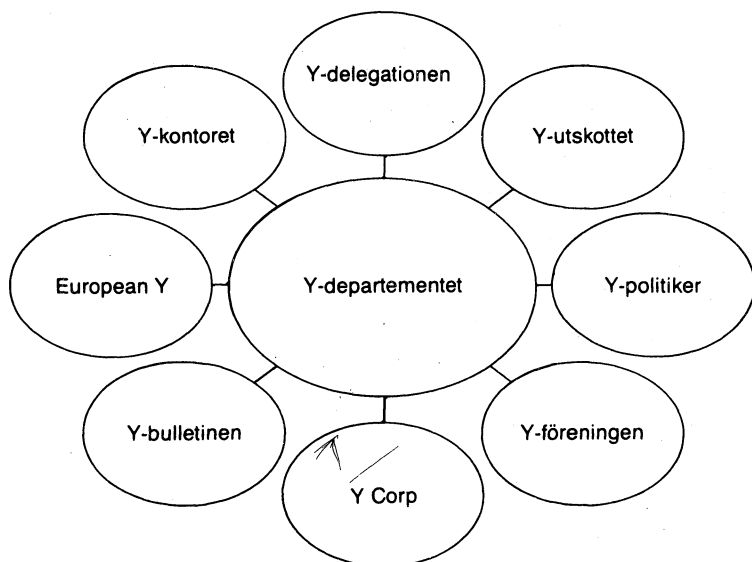 Y-delegationen
Y-kontoret
Y-utskottet
European Y
Y-departementet
Y-politiker
Y-bulletinen
Y-föreningen
Y Corp